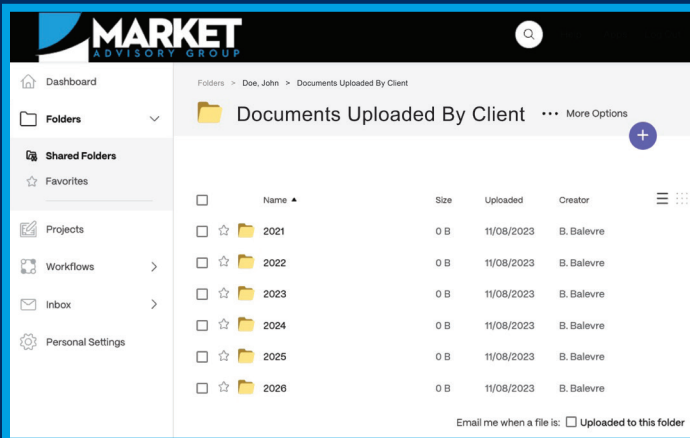 MARKET
ADVISORY GROUP
Dashboard
Folders
Shared Folders
Favorites
Projects
Workflows
Inbox
Personal Settings
Folders > Doe, John > Documents Uploaded By Client
Documents Uploaded By Client ••• More Options
+
Name ▲ Size Uploaded Creator
2021 0 B 11/08/2023 B. Balevre
2022 0 B 11/08/2023 B. Balevre
2023 0 B 11/08/2023 B. Balevre
2024 0 B 11/08/2023 B. Balevre
2025 0 B 11/08/2023 B. Balevre
2026 0 B 11/08/2023 B. Balevre
Email me when a file is: Uploaded to this folder